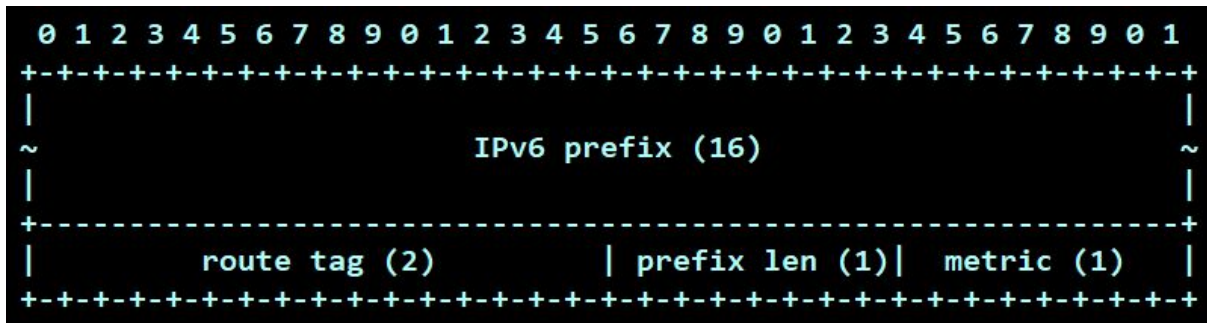 0 1 2 3 4 5 6 7 8 9 0 1 2 3 4 5 6 7 8 9 0 1 2 3 4 5 6 7 8 9 0 1
+-+-+-+-+-+-+-+-+-+-+-+-+-+-+-+-+-+-+-+-+-+-+-+-+-+-+-+-+-+-+-+-+
| |
~ IPv6 prefix (16) ~
| |
+---------------------------------------------------------------+
| route tag (2) | prefix len (1)| metric (1) |
+-+-+-+-+-+-+-+-+-+-+-+-+-+-+-+-+-+-+-+-+-+-+-+-+-+-+-+-+-+-+-+-+